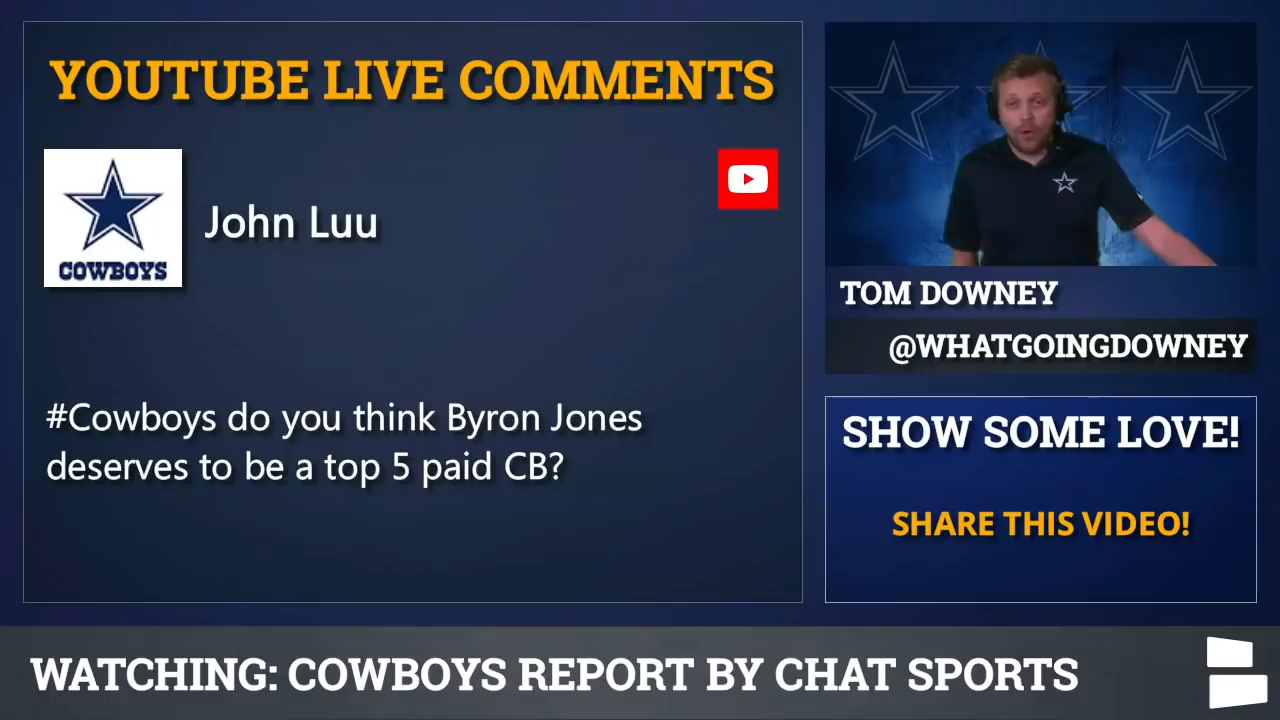 YOUTUBE LIVE COMMENTS
COWBOYS
John Luu
#Cowboys do you think Byron Jones
deserves to be a top 5 paid CB?
TOM DOWNEY
@WHATGOINGDOWNEY
SHOW SOME LOVE!
SHARE THIS VIDEO!
WATCHING: COWBOYS REPORT BY CHAT SPORTS